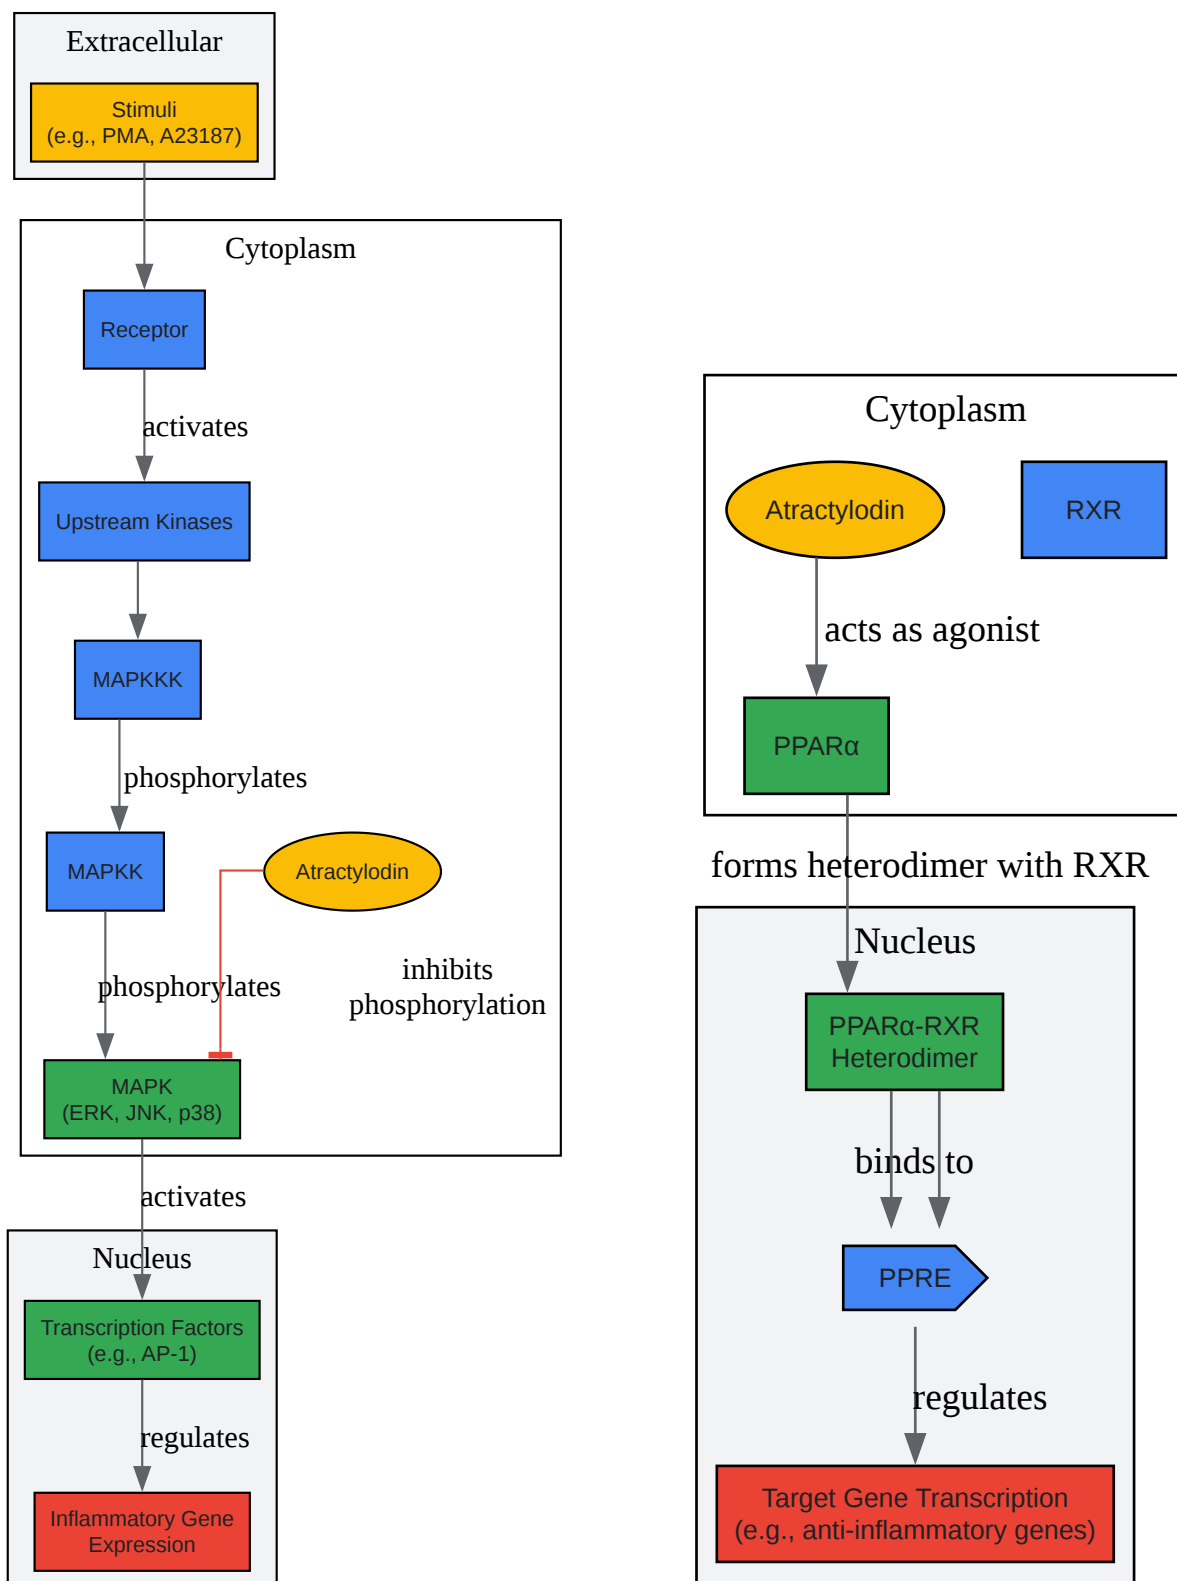 Extracellular
Stimuli
(e.g., PMA, A23187)
Cytoplasm
Receptor
activates
Upstream Kinases
MAPKKK
phosphorylates
MAPKK
Atractylodin
phosphorylates
inhibits
phosphorylation
MAPK
(ERK, JNK, p38)
activates
Nucleus
Transcription Factors
(e.g., AP-1)
regulates
Inflammatory Gene
Expression
Cytoplasm
Atractylodin
RXR
acts as agonist
PPARα
forms heterodimer with RXR
Nucleus
PPARα-RXR
Heterodimer
binds to
PPRE
regulates
Target Gene Transcription
(e.g., anti-inflammatory genes)